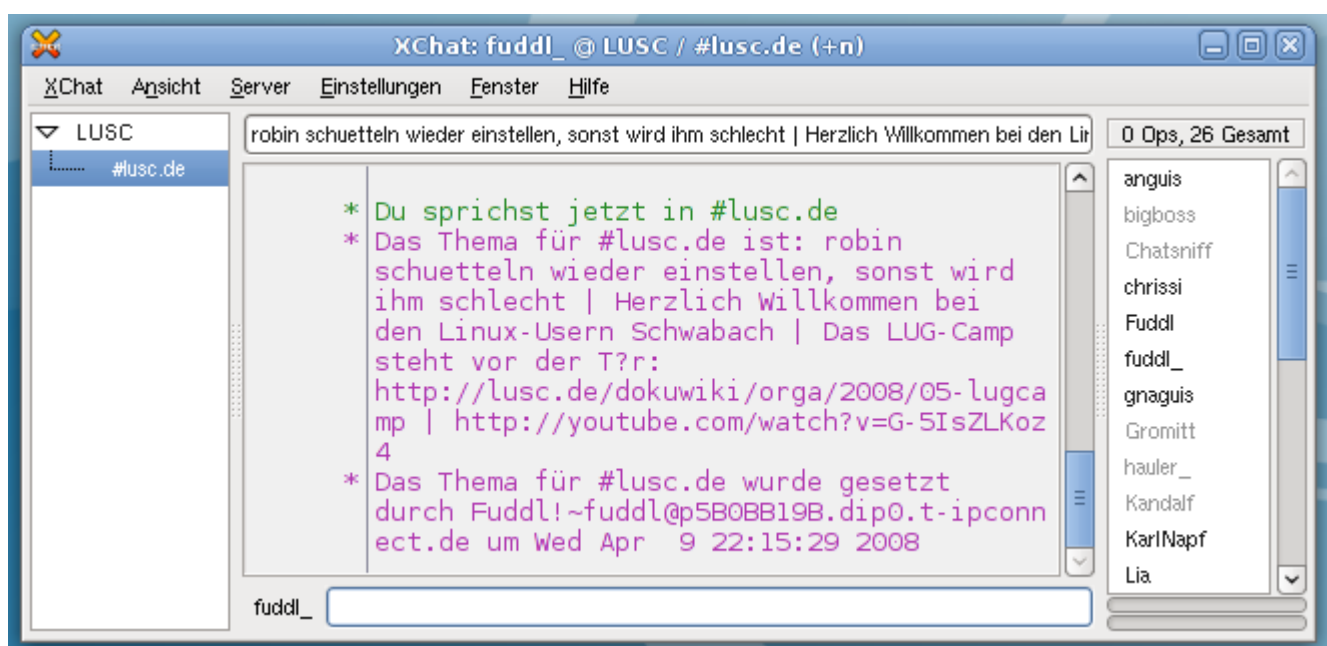 XChat: fuddl_ @ LUSC / #lusc.de (+n)
XChat Ansicht Server Einstellungen Fenster Hilfe
LUSC
#lusc.de
robin schuetteln wieder einstellen, sonst wird ihm schlecht | Herzlich Willkommen bei den Lin
0 Ops, 26 Gesamt
* Du sprichst jetzt in #lusc.de
* Das Thema für #lusc.de ist: robin
schuetteln wieder einstellen, sonst wird
ihm schlecht | Herzlich Willkommen bei
den Linux-Usern Schwabach | Das LUG-Camp
steht vor der T?r:
http://lusc.de/dokuwiki/orga/2008/05-lugca
mp | http://youtube.com/watch?v=G-5IsZLKoz
4
* Das Thema für #lusc.de wurde gesetzt
durch Fuddl!~fuddl@p5B0BB19B.dip0.t-ipconn
ect.de um Wed Apr  9 22:15:29 2008
anguis
bigboss
Chatsniff
chrissi
Fuddl
fuddl_
gnaguis
Gromitt
hauler_
Kandalf
KarlNapf
Lia
fuddl_